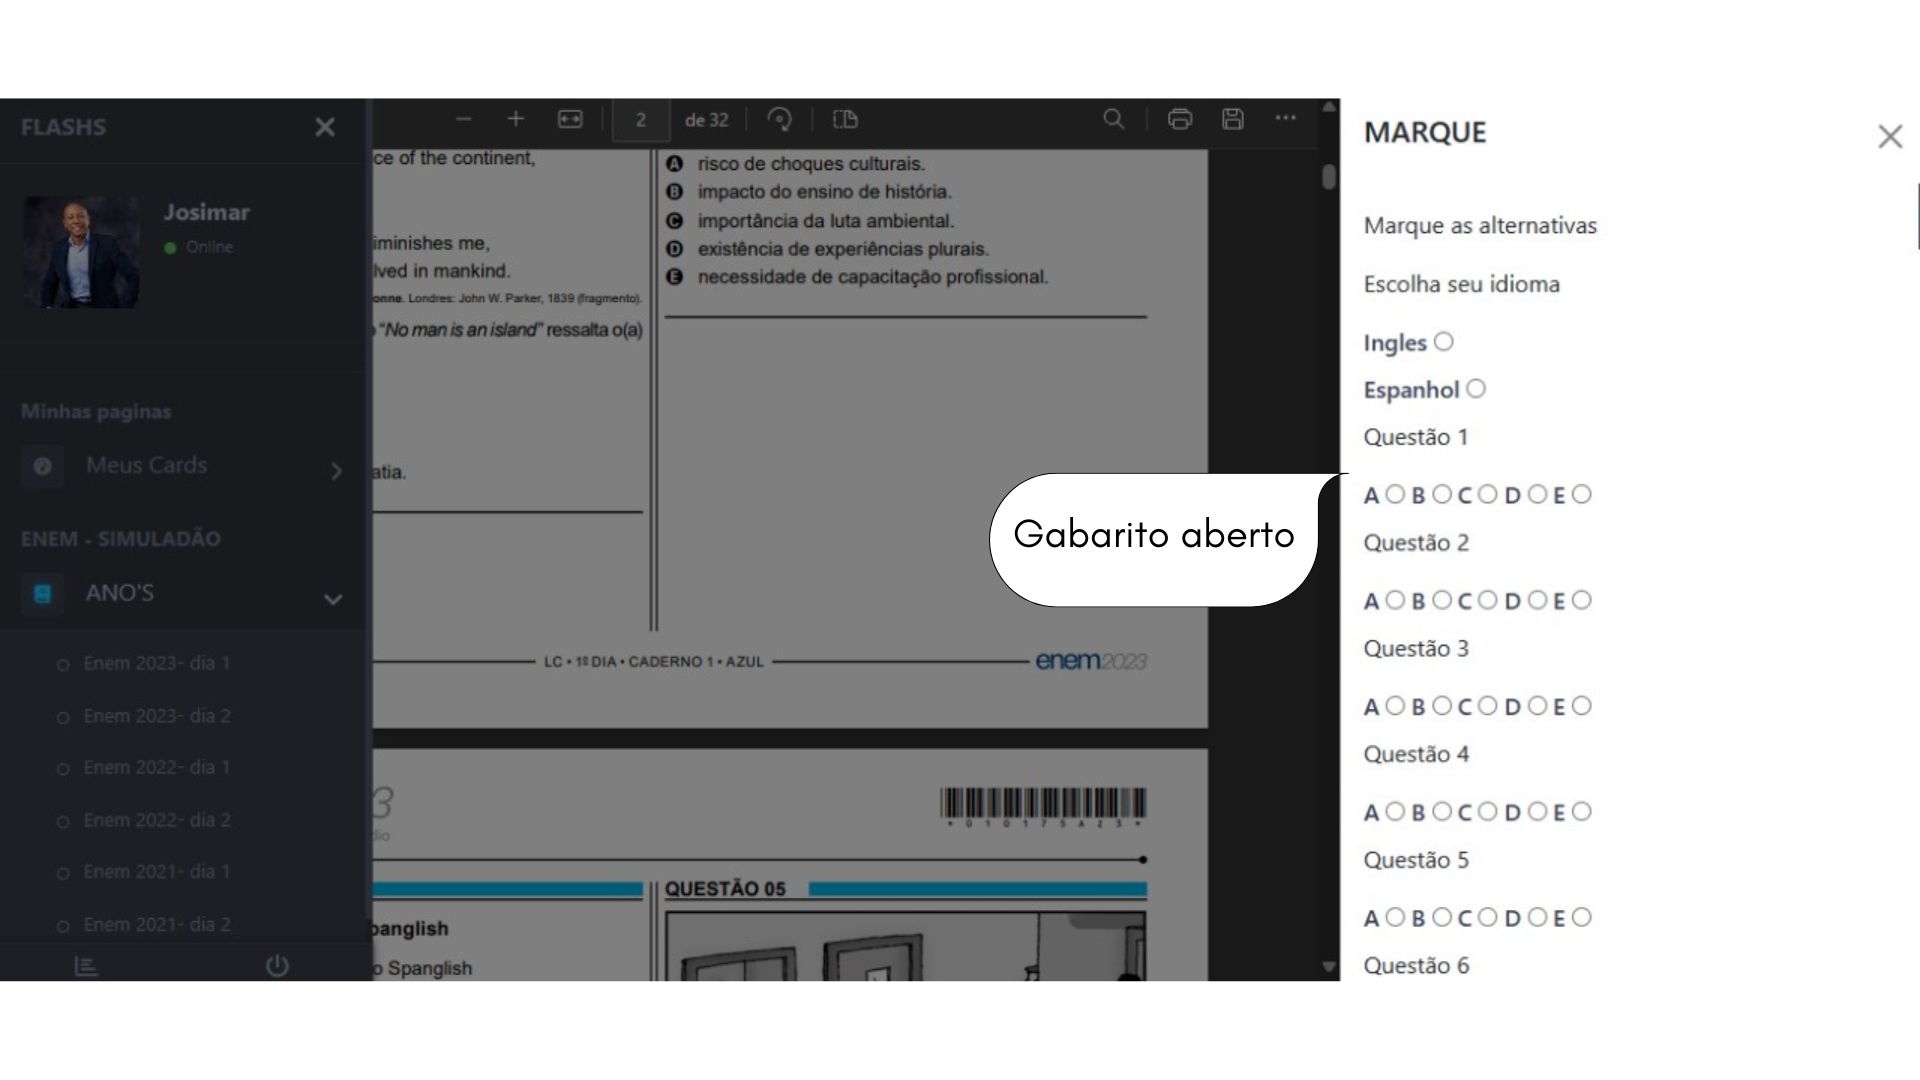 FLASHS
Josimar
Online
Minhas paginas
Meus Cards
ENEM - SIMULADÃO
ANO'S
Enem 2023- dia 1
Enem 2023- dia 2
Enem 2022- dia 1
Enem 2022- dia 2
Enem 2021- dia 1
Enem 2021- dia 2
2 de 32
ce of the continent,
iminishes me,
lved in mankind.
onne. Londres: John W. Parker, 1839 (fragmento).
“No man is an island” ressalta o(a)
atia.
A risco de choques culturais.
B impacto do ensino de história.
C importância da luta ambiental.
D existência de experiências plurais.
E necessidade de capacitação profissional.
LC • 1º DIA • CADERNO 1 • AZUL
enem2023
3
dio
*010175AZ3*
panglish
o Spanglish
QUESTÃO 05
Gabarito aberto
MARQUE
Marque as alternativas
Escolha seu idioma
Ingles
Espanhol
Questão 1
A B C D E
Questão 2
A B C D E
Questão 3
A B C D E
Questão 4
A B C D E
Questão 5
A B C D E
Questão 6